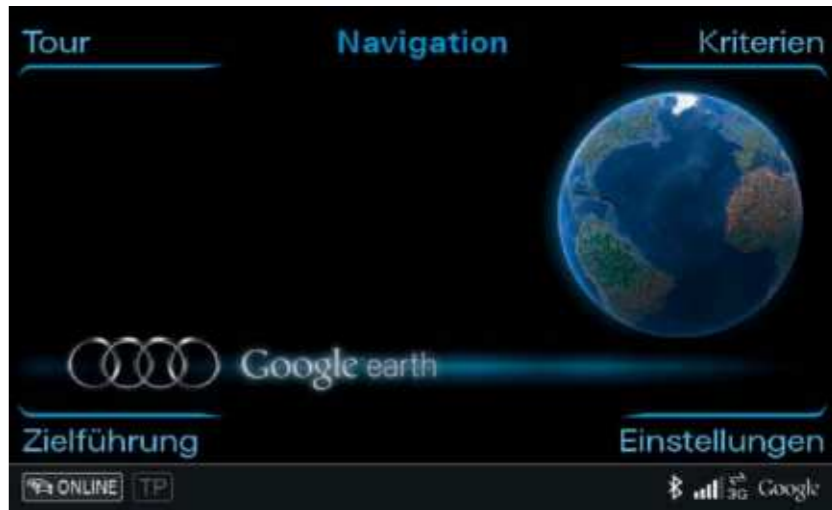 Tour Navigation Kriterien
Google earth
Zielführung Einstellungen
ONLINE TP 3G Google